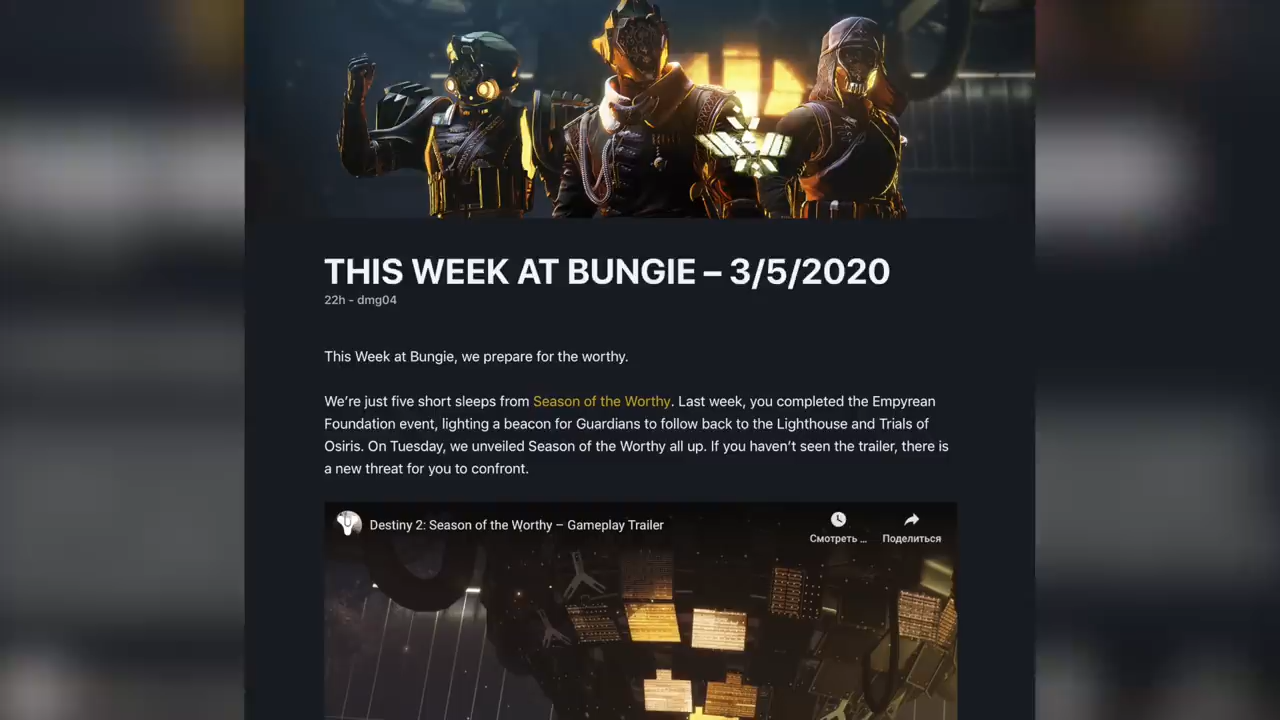 THIS WEEK AT BUNGIE – 3/5/2020
22h - dmg04
This Week at Bungie, we prepare for the worthy.
We’re just five short sleeps from Season of the Worthy. Last week, you completed the Empyrean
Foundation event, lighting a beacon for Guardians to follow back to the Lighthouse and Trials of
Osiris. On Tuesday, we unveiled Season of the Worthy all up. If you haven’t seen the trailer, there is
a new threat for you to confront.
Destiny 2: Season of the Worthy – Gameplay Trailer
Смотреть ...
Поделиться